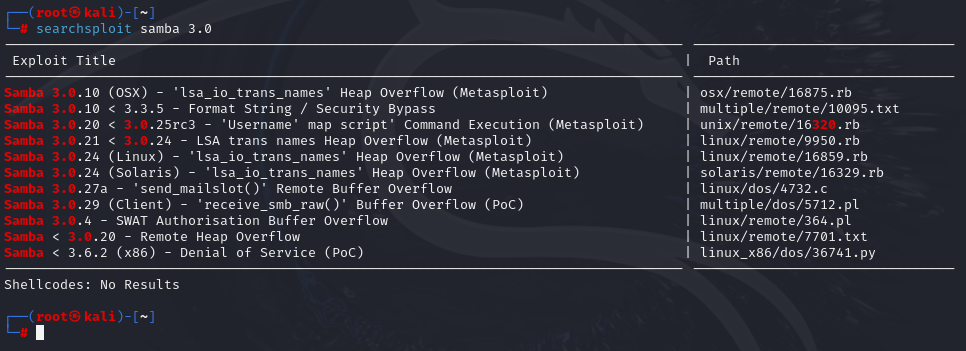 ┌──(root㉿kali)-[~]
└─# searchsploit samba 3.0
Exploit Title | Path
Samba 3.0.10 (OSX) - 'lsa_io_trans_names' Heap Overflow (Metasploit) | osx/remote/16875.rb
Samba 3.0.10 < 3.3.5 - Format String / Security Bypass | multiple/remote/10095.txt
Samba 3.0.20 < 3.0.25rc3 - 'Username' map script' Command Execution (Metasploit) | unix/remote/16320.rb
Samba 3.0.21 < 3.0.24 - LSA trans names Heap Overflow (Metasploit) | linux/remote/9950.rb
Samba 3.0.24 (Linux) - 'lsa_io_trans_names' Heap Overflow (Metasploit) | linux/remote/16859.rb
Samba 3.0.24 (Solaris) - 'lsa_io_trans_names' Heap Overflow (Metasploit) | solaris/remote/16329.rb
Samba 3.0.27a - 'send_mailslot()' Remote Buffer Overflow | linux/dos/4732.c
Samba 3.0.29 (Client) - 'receive_smb_raw()' Buffer Overflow (PoC) | multiple/dos/5712.pl
Samba 3.0.4 - SWAT Authorisation Buffer Overflow | linux/remote/364.pl
Samba < 3.0.20 - Remote Heap Overflow | linux/remote/7701.txt
Samba < 3.6.2 (x86) - Denial of Service (PoC) | linux_x86/dos/36741.py
Shellcodes: No Results
┌──(root㉿kali)-[~]
└─#